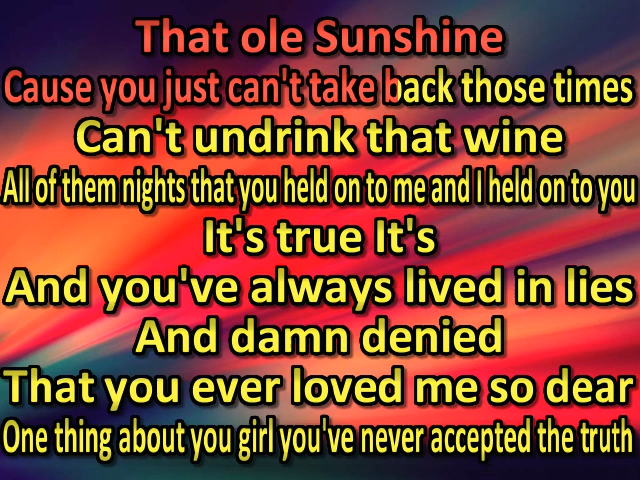 That ole Sunshine
Cause you just can't take back those times
Can't undrink that wine
All of them nights that you held on to me and I held on to you
It's true It's
And you've always lived in lies
And damn denied
That you ever loved me so dear
One thing about you girl you've never accepted the truth